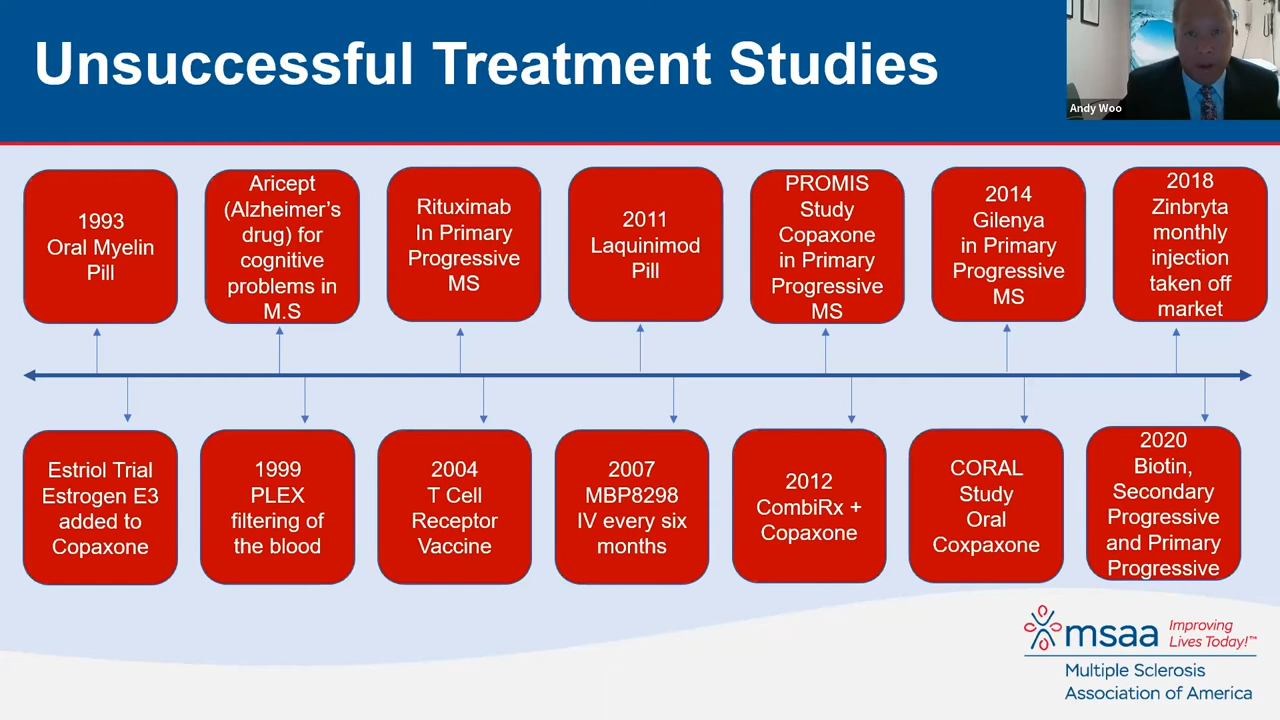 Unsuccessful Treatment Studies
Andy Woo
1993
Oral Myelin
Pill
Aricept
(Alzheimer’s
drug) for
cognitive
problems in
M.S
Rituximab
In Primary
Progressive
MS
2011
Laquinimod
Pill
PROMIS
Study
Copaxone
in Primary
Progressive
MS
2014
Gilenya
in Primary
Progressive
MS
2018
Zinbryta
monthly
injection
taken off
market
Estriol Trial
Estrogen E3
added to
Copaxone
1999
PLEX
filtering of
the blood
2004
T Cell
Receptor
Vaccine
2007
MBP8298
IV every six
months
2012
CombiRx +
Copaxone
CORAL
Study
Oral
Coxpaxone
2020
Biotin,
Secondary
Progressive
and Primary
Progressive
msaa
Improving
Lives Today!™
Multiple Sclerosis
Association of America